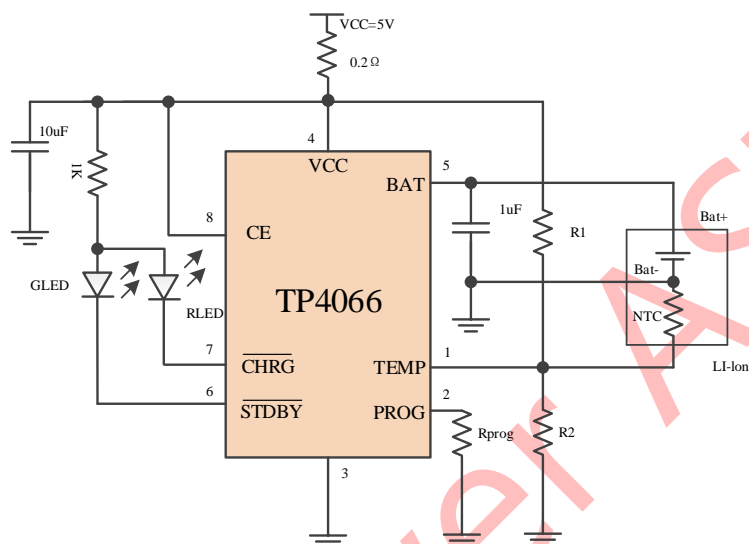 VCC=5V
0.2Ω
10uF
1K
4
VCC
5
BAT
8
CE
1uF
R1
Bat+
Bat-
GLED
RLED
TP4066
NTC
7
CHRG
TEMP
1
LI-lon
6
STDBY
PROG
2
Rprog
R2
3